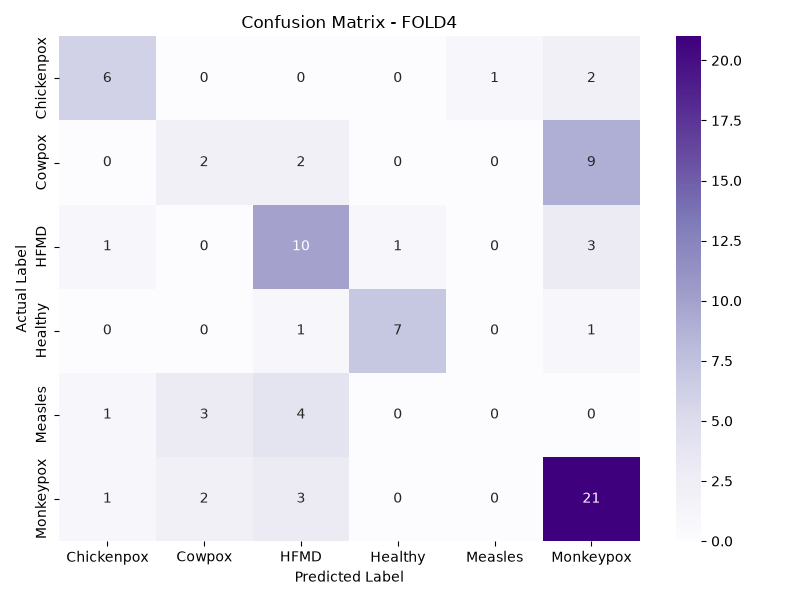 Confusion Matrix - FOLD4
Actual Label
Chickenpox 6 0 0 0 1 2
Cowpox 0 2 2 0 0 9
HFMD 1 0 10 1 0 3
Healthy 0 0 1 7 0 1
Measles 1 3 4 0 0 0
Monkeypox 1 2 3 0 0 21
Chickenpox Cowpox HFMD Healthy Measles Monkeypox
Predicted Label
20.0
17.5
15.0
12.5
10.0
7.5
5.0
2.5
0.0